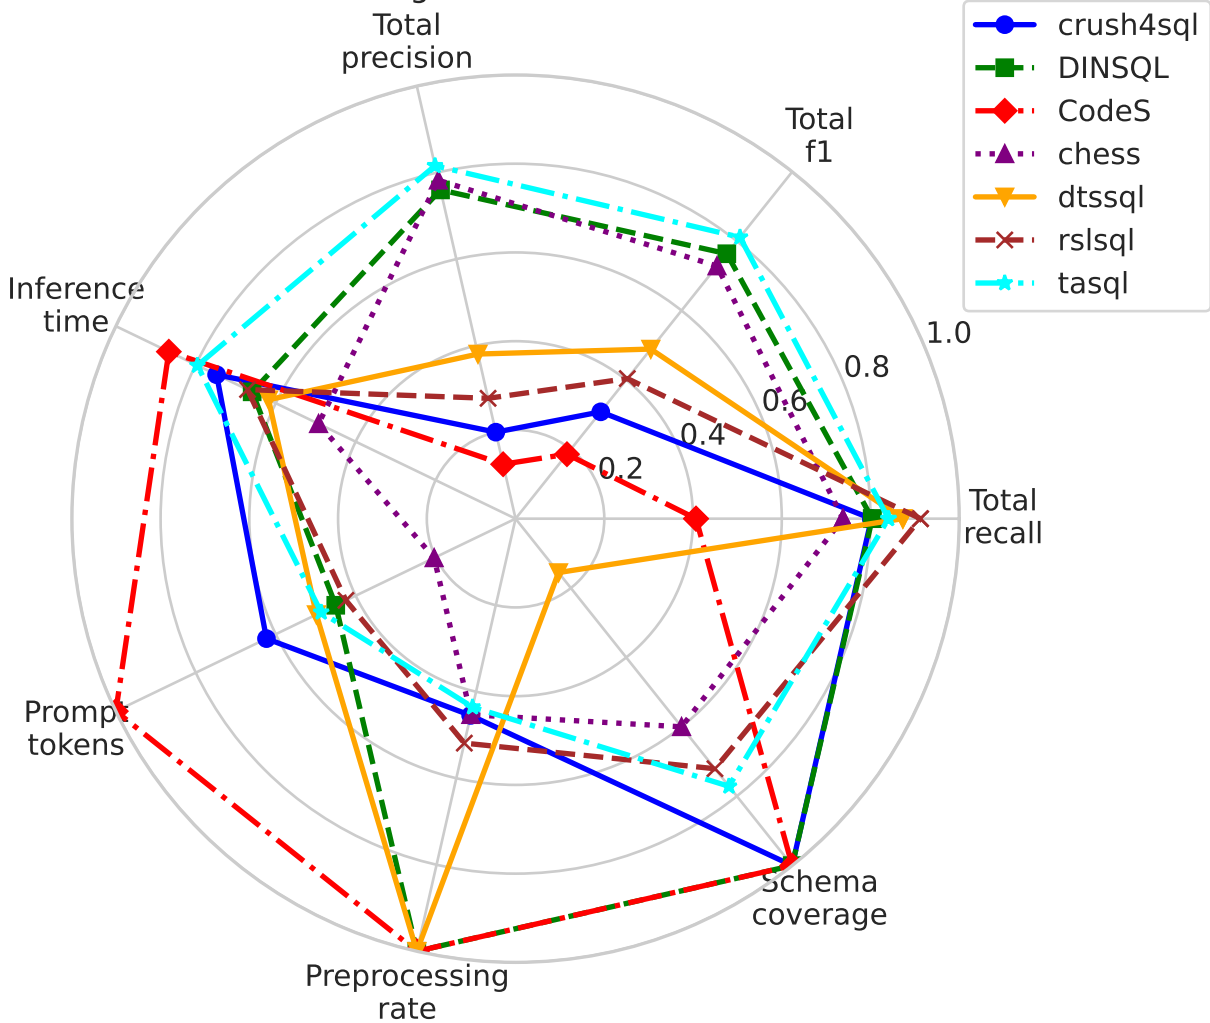 Total
precision
Total
f1
Inference
time
Total
recall
Prompt
tokens
Schema
coverage
Preprocessing
rate
0.2
0.4
0.6
0.8
1.0
crush4sql
DINSQL
CodeS
chess
dtssql
rslsql
tasql